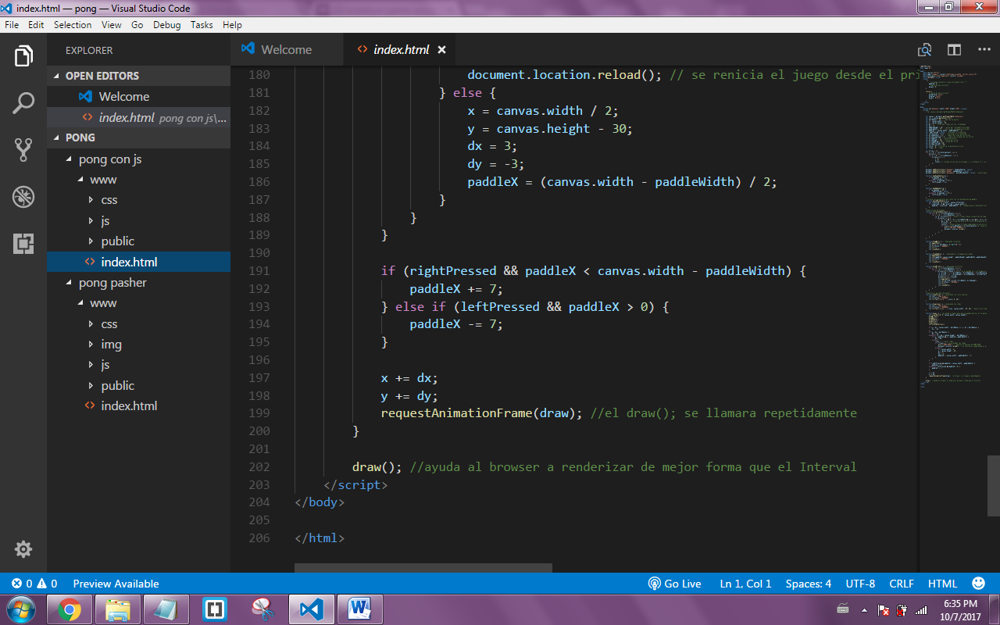 index.html — pong — Visual Studio Code
File Edit Selection View Go Debug Tasks Help
EXPLORER
OPEN EDITORS
Welcome
index.html pong con js\...
PONG
pong con js
www
css
js
public
index.html
pong pasher
www
css
img
js
public
index.html
Welcome index.html
180 document.location.reload(); // se renicia el juego desde el pri
181 } else {
182 x = canvas.width / 2;
183 y = canvas.height - 30;
184 dx = 3;
185 dy = -3;
186 paddleX = (canvas.width - paddleWidth) / 2;
187 }
188 }
189 }
190
191 if (rightPressed && paddleX < canvas.width - paddleWidth) {
192 paddleX += 7;
193 } else if (leftPressed && paddleX > 0) {
194 paddleX -= 7;
195 }
196
197 x += dx;
198 y += dy;
199 requestAnimationFrame(draw); //el draw(); se llamara repetidamente
200 }
201
202 draw(); //ayuda al browser a renderizar de mejor forma que el Interval
203 </script>
204 </body>
205
206 </html>
0 0 Preview Available Go Live Ln 1, Col 1 Spaces: 4 UTF-8 CRLF HTML
6:35 PM
10/7/2017